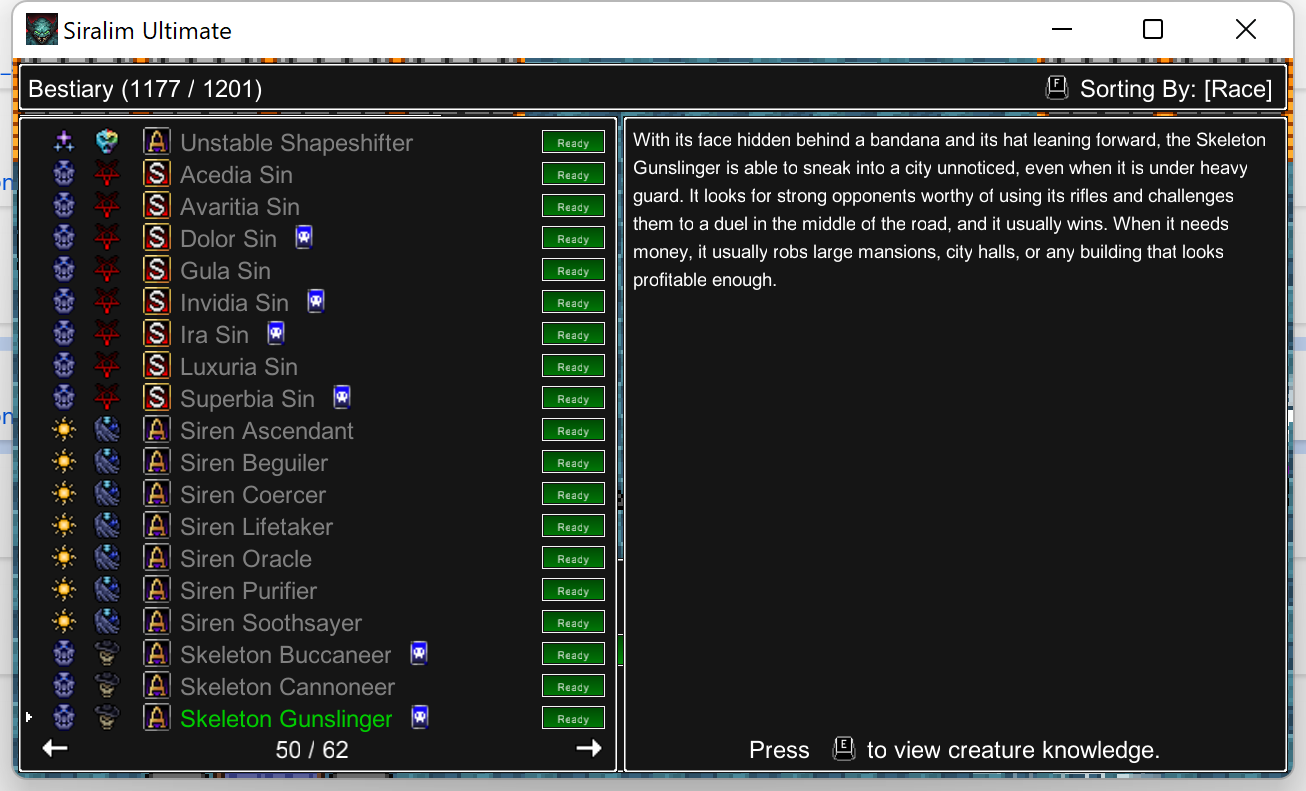 Siralim Ultimate
Bestiary (1177 / 1201)
F Sorting By: [Race]
A Unstable Shapeshifter Ready
S Acedia Sin Ready
S Avaritia Sin Ready
S Dolor Sin Ready
S Gula Sin Ready
S Invidia Sin Ready
S Ira Sin Ready
S Luxuria Sin Ready
S Superbia Sin Ready
A Siren Ascendant Ready
A Siren Beguiler Ready
A Siren Coercer Ready
A Siren Lifetaker Ready
A Siren Oracle Ready
A Siren Purifier Ready
A Siren Soothsayer Ready
A Skeleton Buccaneer Ready
A Skeleton Cannoneer Ready
A Skeleton Gunslinger Ready
50 / 62
With its face hidden behind a bandana and its hat leaning forward, the Skeleton
Gunslinger is able to sneak into a city unnoticed, even when it is under heavy
guard. It looks for strong opponents worthy of using its rifles and challenges
them to a duel in the middle of the road, and it usually wins. When it needs
money, it usually robs large mansions, city halls, or any building that looks
profitable enough.
Press E to view creature knowledge.